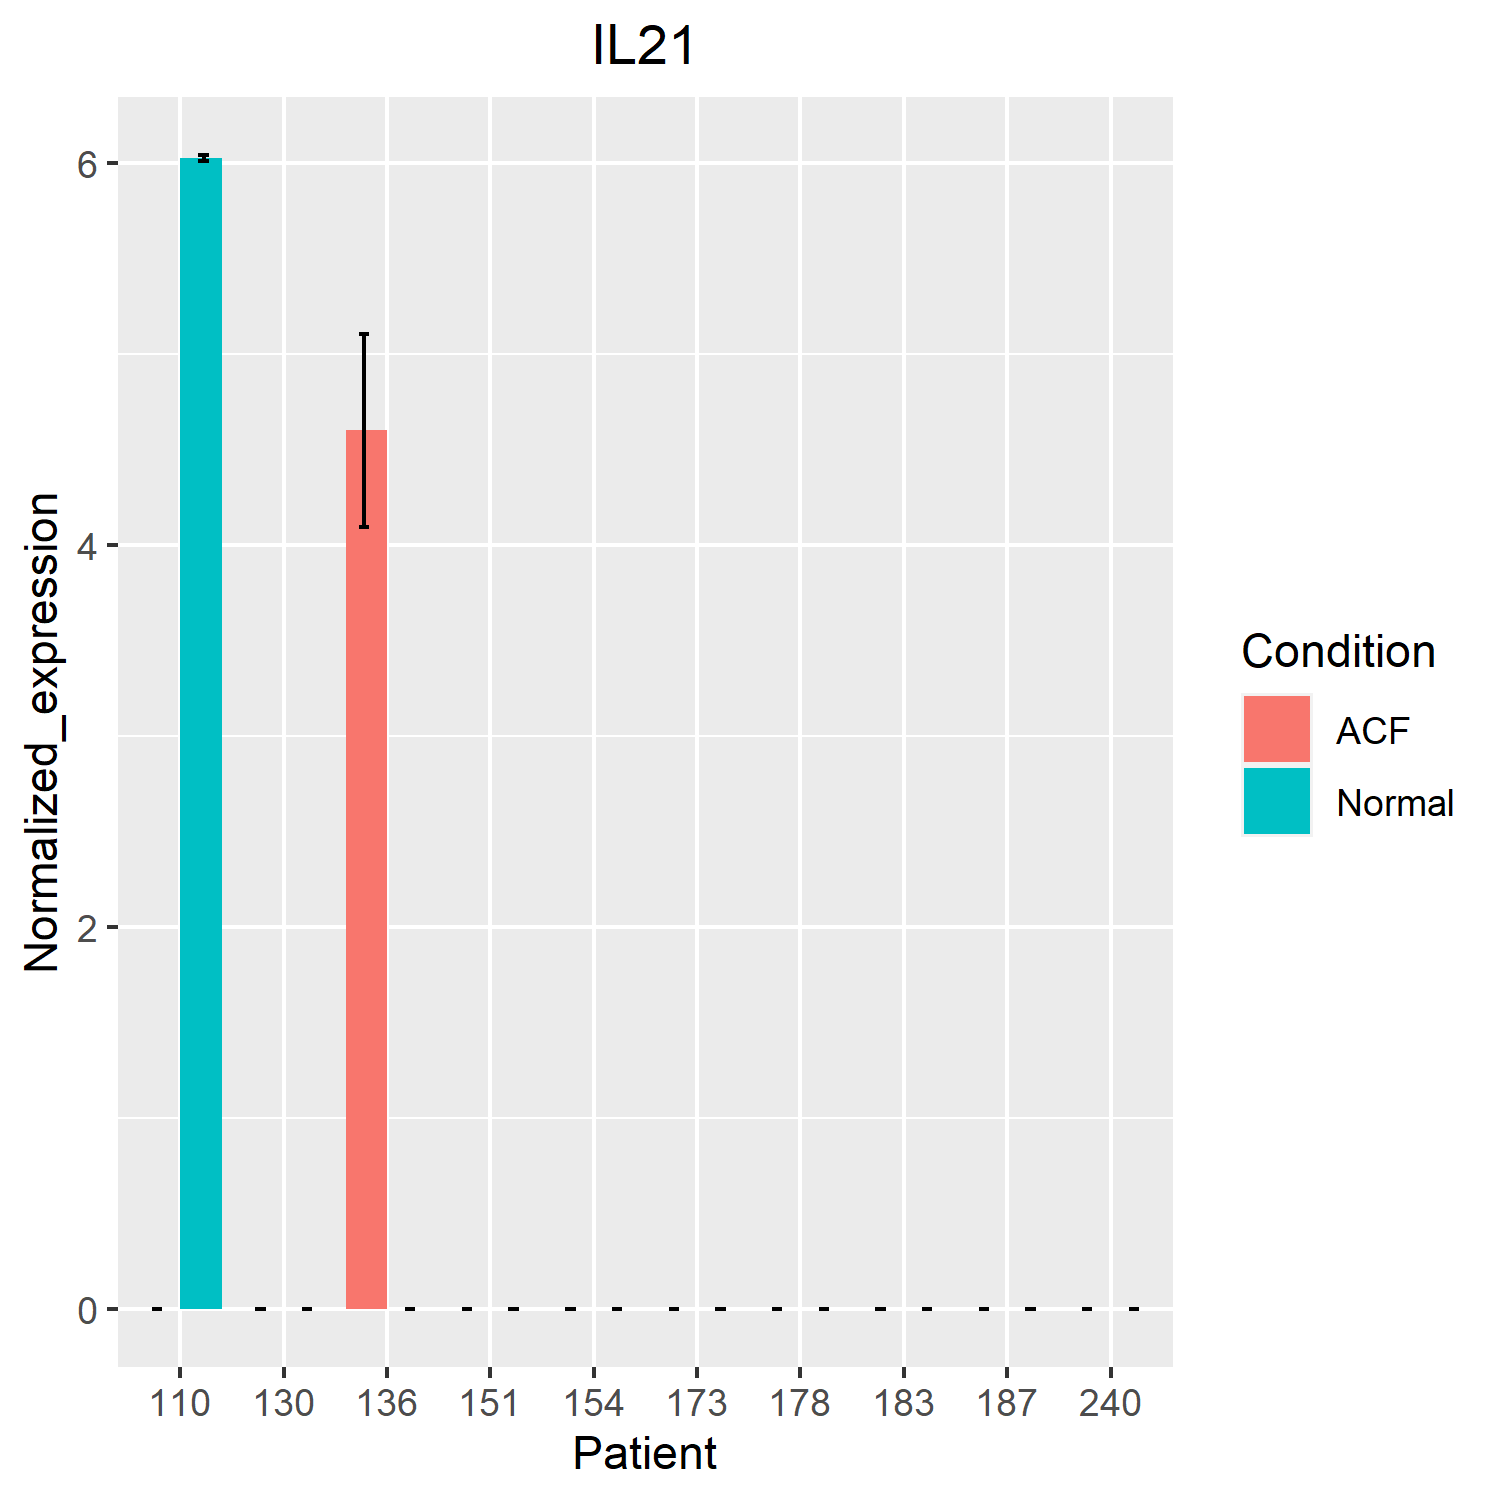 IL21
6
4
2
0
Normalized_expression
110 130 136 151 154 173 178 183 187 240
Patient
Condition
ACF
Normal